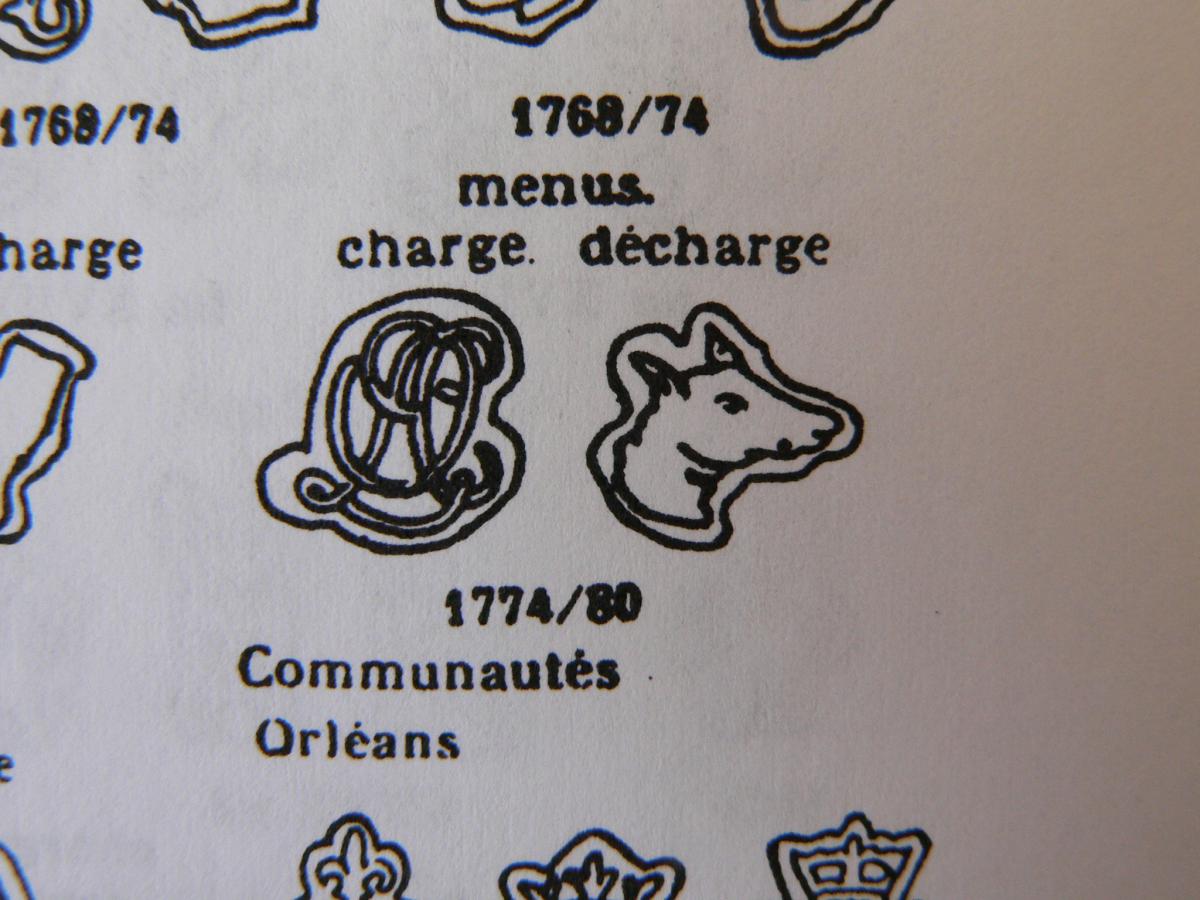 1768/74 1768/74
menus.
harge charge. décharge
1774/80
Communautés
Orléans
e